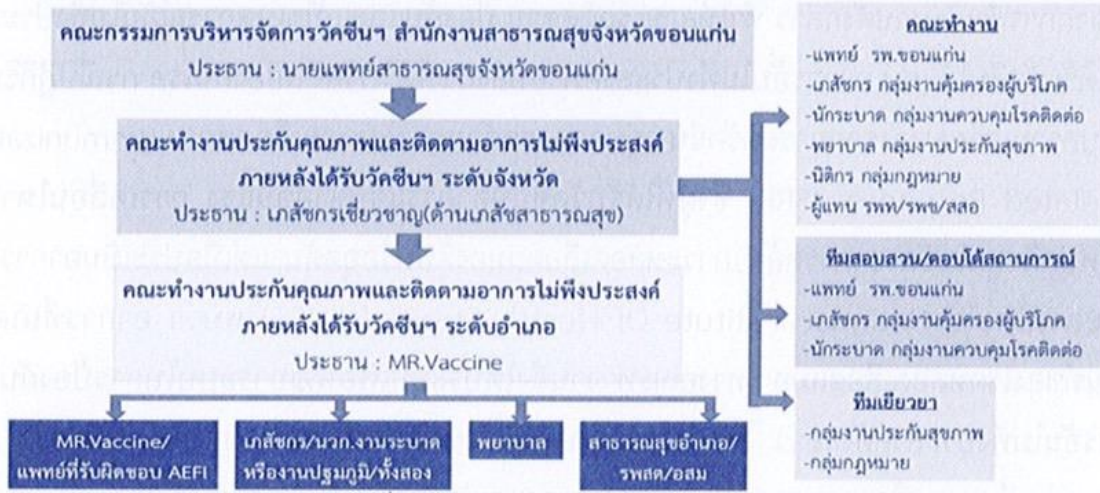 คณะกรรมการบริหารจัดการวัคซีนฯ สำนักงานสาธารณสุขจังหวัดขอนแก่น
ประธาน : นายแพทย์สาธารณสุขจังหวัดขอนแก่น
คณะทำงานประกันคุณภาพและติดตามอาการไม่พึงประสงค์
ภายหลังได้รับวัคซีนฯ ระดับจังหวัด
ประธาน : เภสัชกรเชี่ยวชาญ(ด้านเภสัชสาธารณสุข)
คณะทำงานประกันคุณภาพและติดตามอาการไม่พึงประสงค์
ภายหลังได้รับวัคซีนฯ ระดับอำเภอ
ประธาน : MR.Vaccine
MR.Vaccine/
แพทย์ที่รับผิดชอบ AEFI
เภสัชกร/นวก.งานระบาด
หรืองานปฐมภูมิ/ทั้งสอง
พยาบาล
สาธารณสุขอำเภอ/
รพสต/อสม
คณะทำงาน
-แพทย์ รพ.ขอนแก่น
-เภสัชกร กลุ่มงานคุ้มครองผู้บริโภค
-นักระบาด กลุ่มงานควบคุมโรคติดต่อ
-พยาบาล กลุ่มงานประกันสุขภาพ
-นิติกร กลุ่มกฎหมาย
-ผู้แทน รพศ/รพช/สสอ
ทีมสอบสวน/ตอบโต้สถานการณ์
-แพทย์ รพ.ขอนแก่น
-เภสัชกร กลุ่มงานคุ้มครองผู้บริโภค
-นักระบาด กลุ่มงานควบคุมโรคติดต่อ
ทีมเยียวยา
-กลุ่มงานประกันสุขภาพ
-กลุ่มกฎหมาย